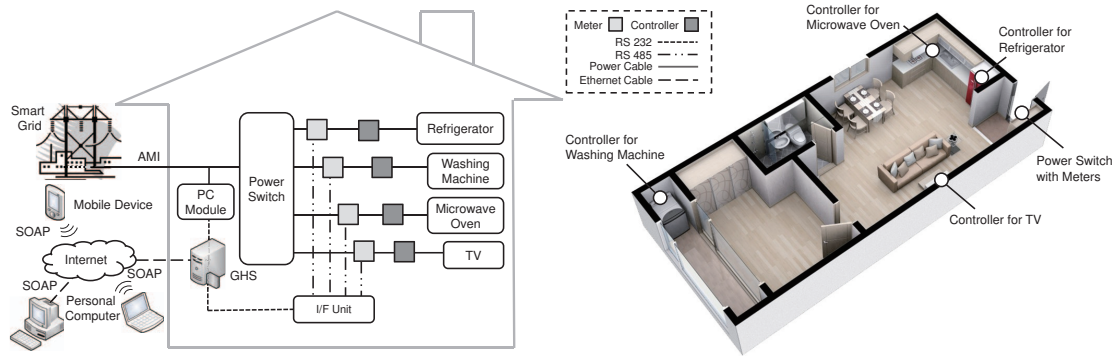 Meter
Controller
RS 232
RS 485
Power Cable
Ethernet Cable
Smart
Grid
AMI
Mobile Device
SOAP
Internet
SOAP
SOAP
Personal
Computer
PC
Module
GHS
Power
Switch
Refrigerator
Washing
Machine
Microwave
Oven
TV
I/F Unit
Controller for
Microwave Oven
Controller for
Refrigerator
Controller for
Washing Machine
Power Switch
with Meters
Controller for TV